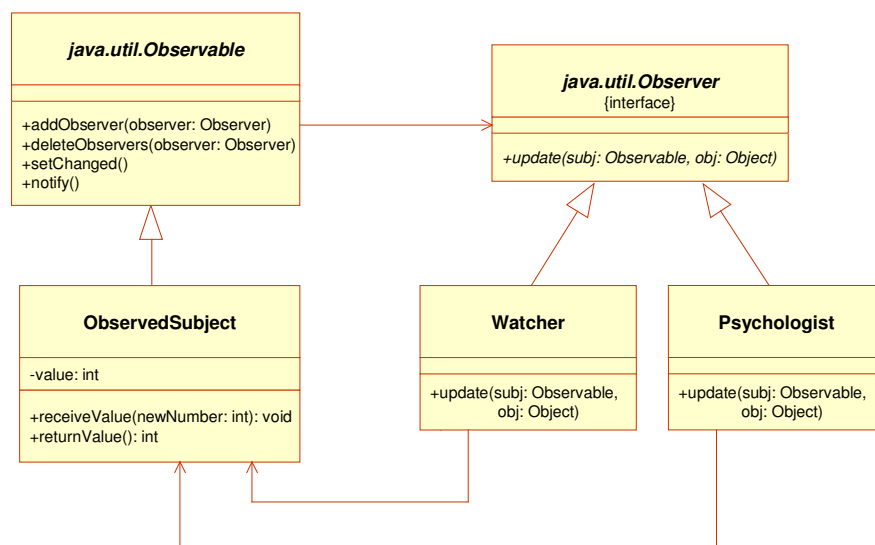 java.util.Observable
+addObserver(observer: Observer)
+deleteObservers(observer: Observer)
+setChanged()
+notify()
java.util.Observer
{interface}
+update(subj: Observable, obj: Object)
ObservedSubject
-value: int
+receiveValue(newNumber: int): void
+returnValue(): int
Watcher
+update(subj: Observable,
obj: Object)
Psychologist
+update(subj: Observable,
obj: Object)